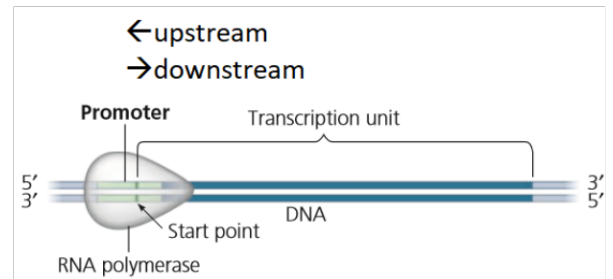 ←upstream
→downstream
Promoter
Transcription unit
5′ 3′
3′ 5′
DNA
Start point
RNA polymerase